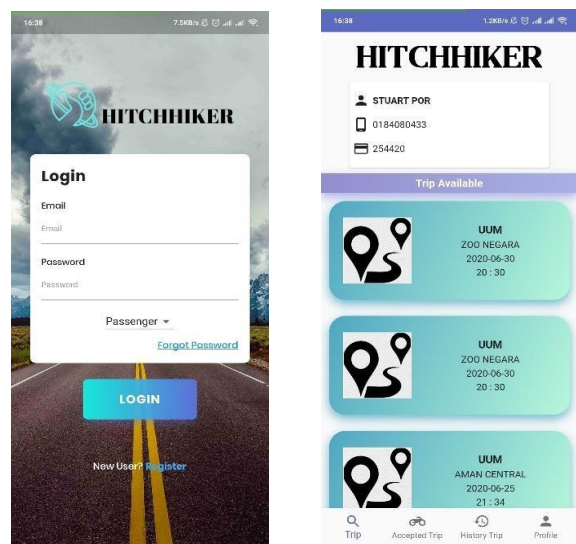 16:38
7.5KB/s
HITCHHIKER
Login
Email
Email
Password
Password
Passenger
Forgot Password
LOGIN
New User? Register
16:38
1.2KB/s
HITCHHIKER
STUART POR
0184080433
254420
Trip Available
UUM
ZOO NEGARA
2020-06-30
20 : 30
UUM
ZOO NEGARA
2020-06-30
20 : 30
UUM
AMAN CENTRAL
2020-06-25
21 : 34
Trip
Accepted Trip
History Trip
Profile